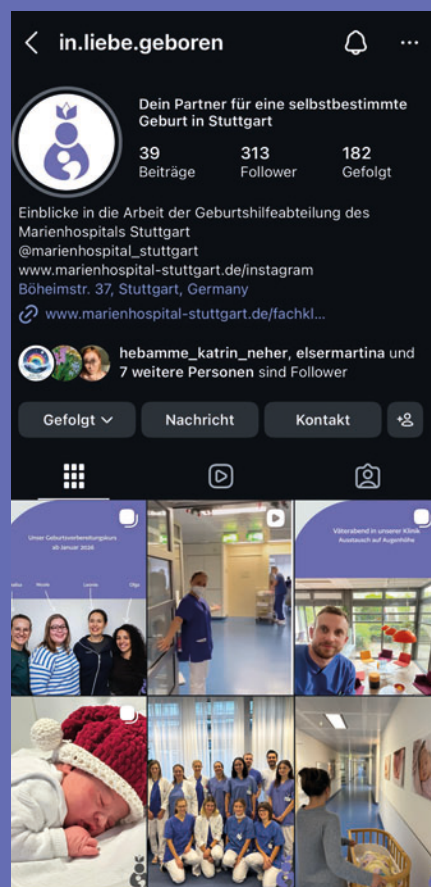 in.liebe.geboren
Dein Partner für eine selbstbestimmte
Geburt in Stuttgart
39 313 182
Beiträge Follower Gefolgt
Einblicke in die Arbeit der Geburtshilfeabteilung des
Marienhospitals Stuttgart
@marienhospital_stuttgart
www.marienhospital-stuttgart.de/instagram
Böheimstr. 37, Stuttgart, Germany
www.marienhospital-stuttgart.de/fachkl...
hebamme_katrin_neher, elsermartina und
7 weitere Personen sind Follower
Gefolgt Nachricht Kontakt
Unser Geburtsvorbereitungskurs
ab Januar 2026
Nicole Leonie Olga
Väterabend in unserer Klinik
Austausch auf Augenhöhe